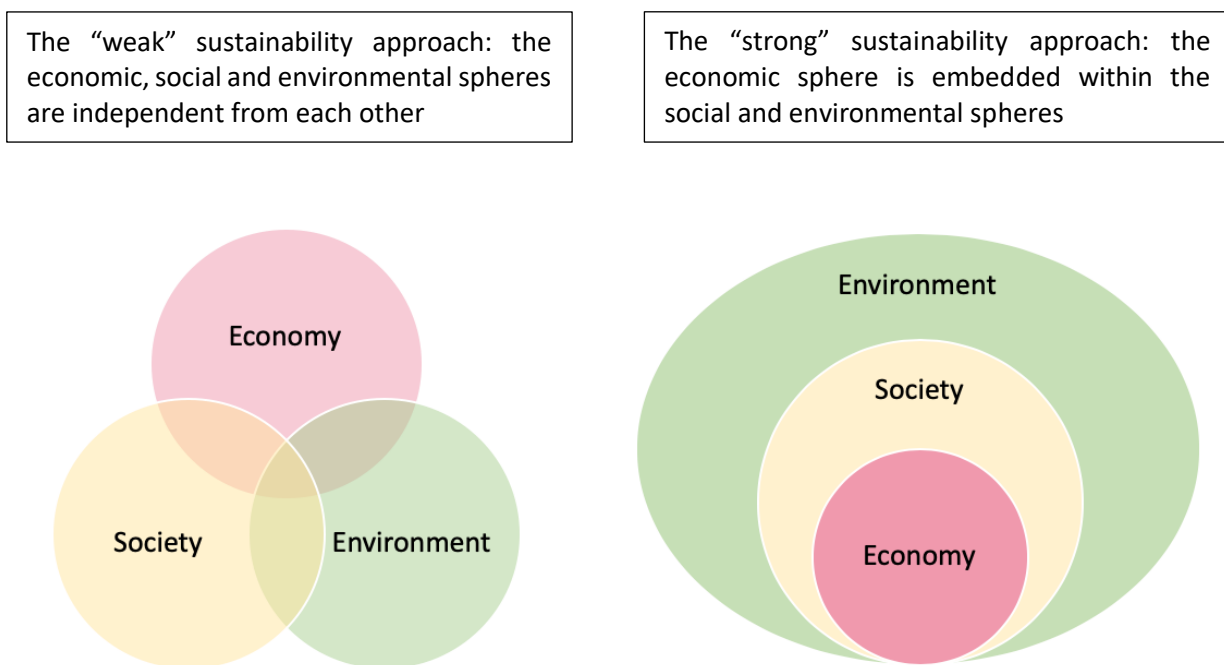 The “weak” sustainability approach: the
economic, social and environmental spheres
are independent from each other
The “strong” sustainability approach: the
economic sphere is embedded within the
social and environmental spheres
Economy
Society
Environment
Environment
Society
Economy